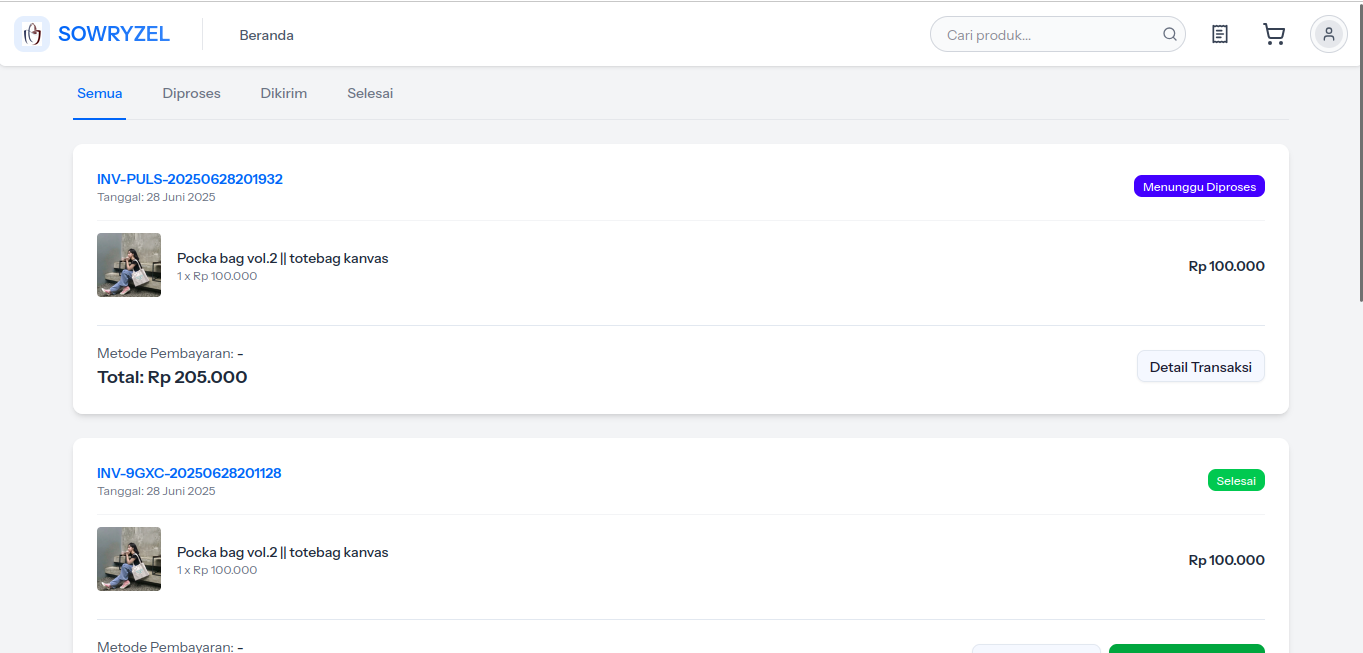 SOWRYZEL
Beranda
Cari produk...
Semua
Diproses
Dikirim
Selesai
INV-PULS-20250628201932
Tanggal: 28 Juni 2025
Menunggu Diproses
Pocka bag vol.2 || totebag kanvas
1 x Rp 100.000
Rp 100.000
Metode Pembayaran: -
Total: Rp 205.000
Detail Transaksi
INV-9GXC-20250628201128
Tanggal: 28 Juni 2025
Selesai
Pocka bag vol.2 || totebag kanvas
1 x Rp 100.000
Rp 100.000
Metode Pembayaran: -